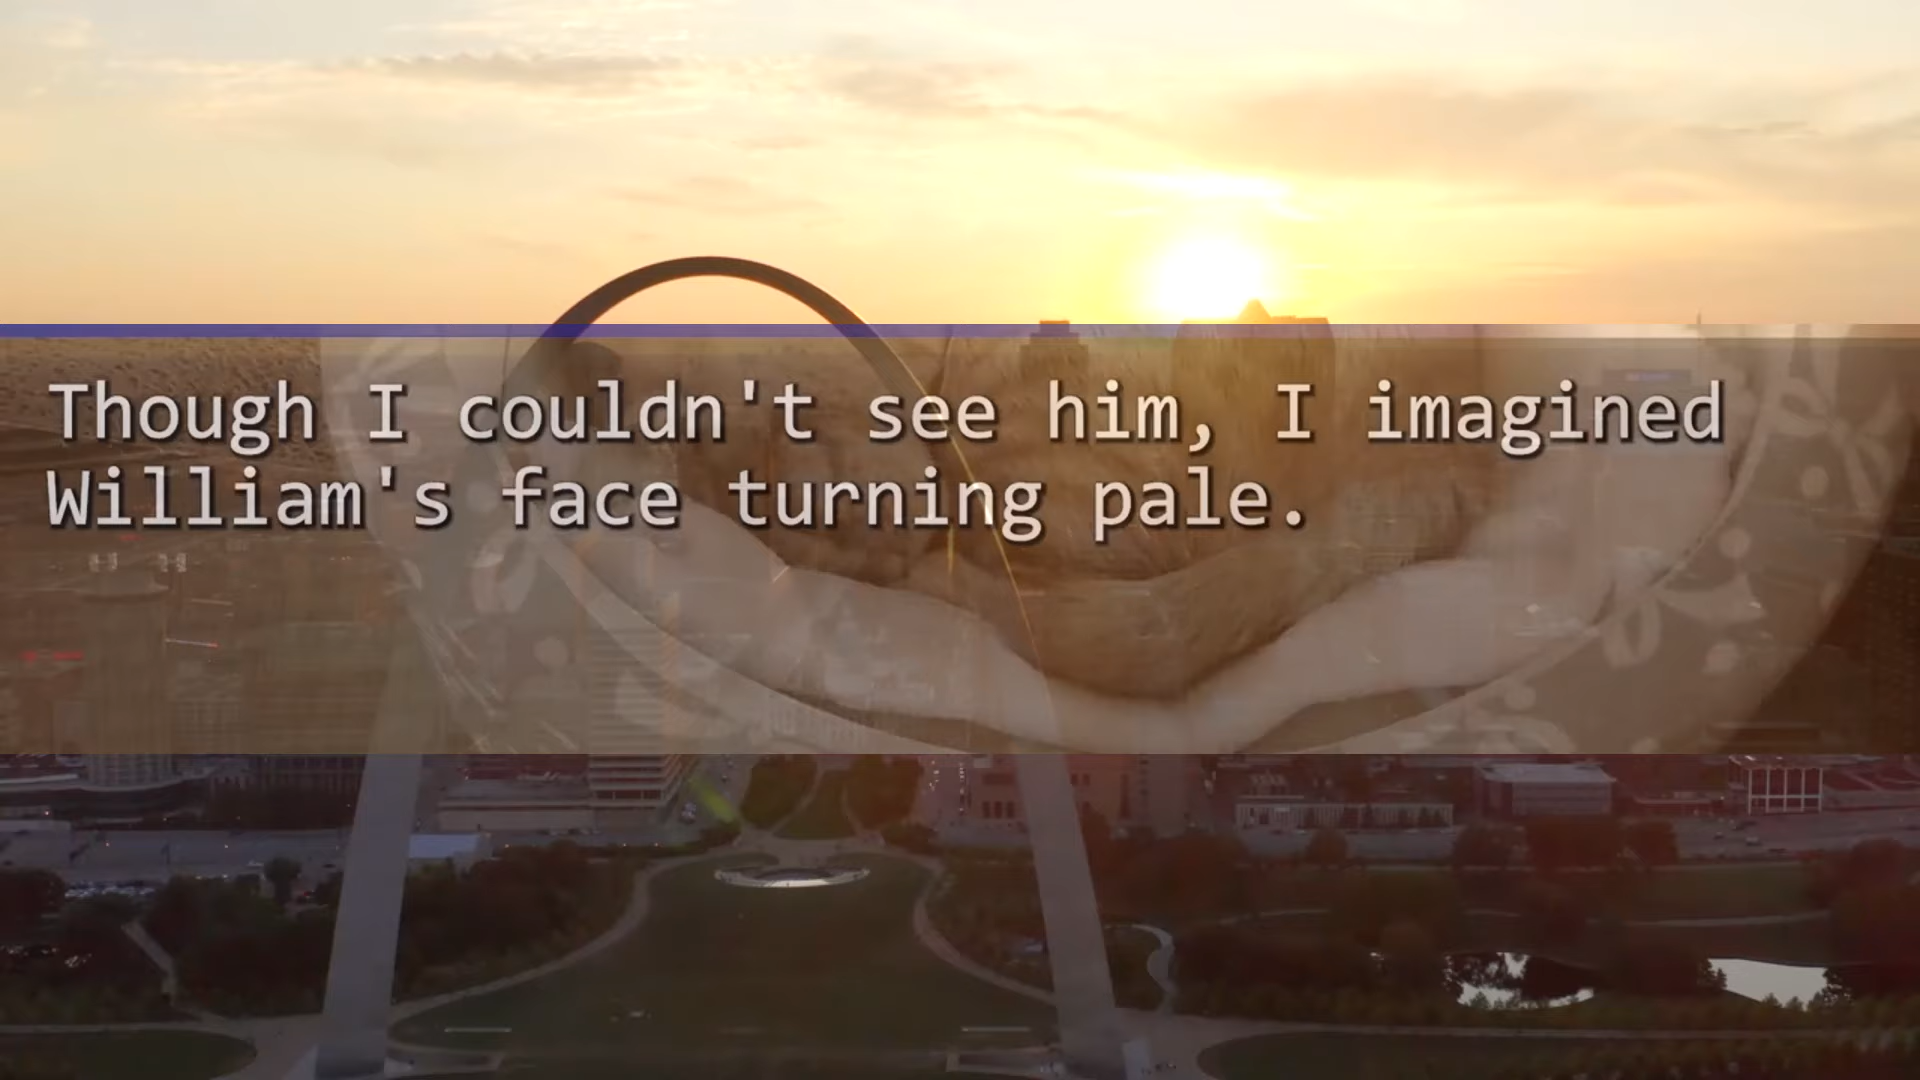 Though I couldn't see him, I imagined
William's face turning pale.